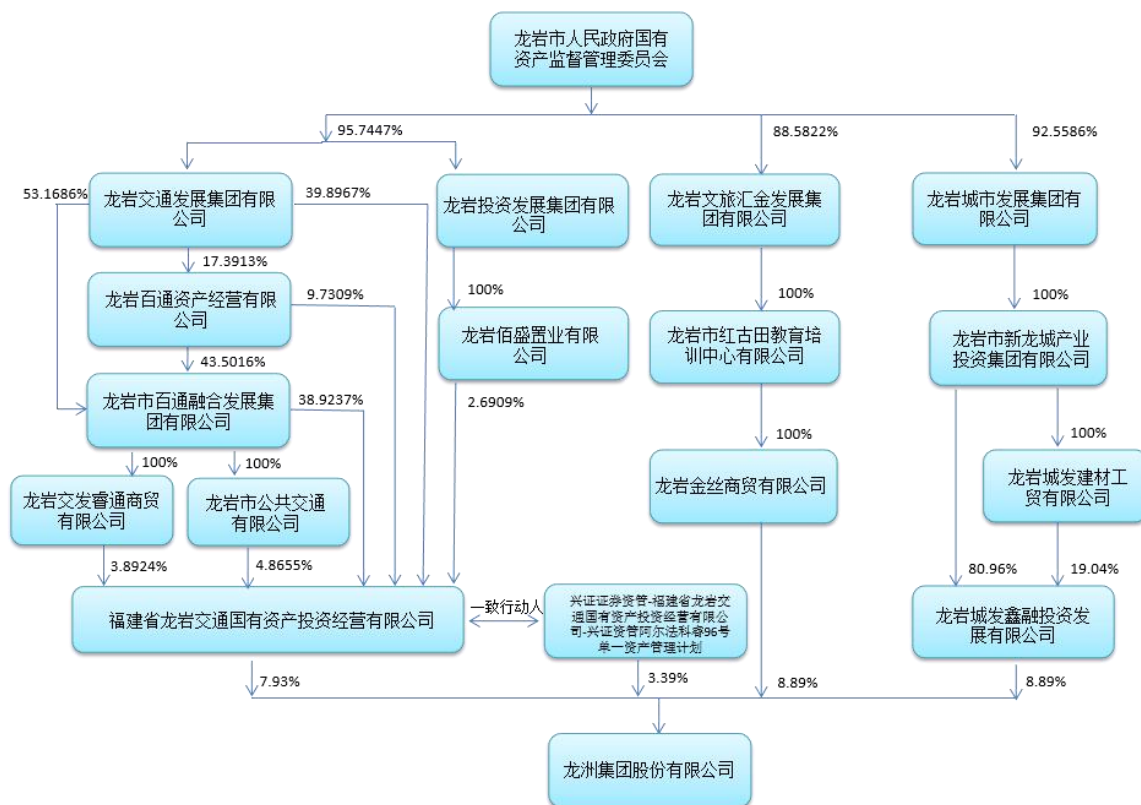 龙岩市人民政府国有
资产监督管理委员会
95.7447%
88.5822%
92.5586%
53.1686%
龙岩交通发展集团有限
公司
39.8967%
龙岩投资发展集团有限
公司
龙岩文旅汇金发展集
团有限公司
龙岩城市发展集团有
限公司
17.3913%
龙岩百通资产经营有限
公司
9.7309%
100%
100%
100%
龙岩佰盛置业有限
公司
龙岩市红古田教育培
训中心有限公司
龙岩市新龙城产业
投资集团有限公司
43.5016%
龙岩市百通融合发展集
团有限公司
38.9237%
2.6909%
100%
100%
100%
100%
龙岩交发睿通商贸
有限公司
龙岩市公共交通
有限公司
龙岩金丝商贸有限公司
龙岩城发建材工
贸有限公司
3.8924%
4.8655%
80.96%
19.04%
福建省龙岩交通国有资产投资经营有限公司
一致行动人
兴证证券资管-福建省龙岩交
通国有资产投资经营有限公
司-兴证资管阿尔法科睿96号
单一资产管理计划
龙岩城发鑫融投资发
展有限公司
7.93%
3.39%
8.89%
8.89%
龙洲集团股份有限公司